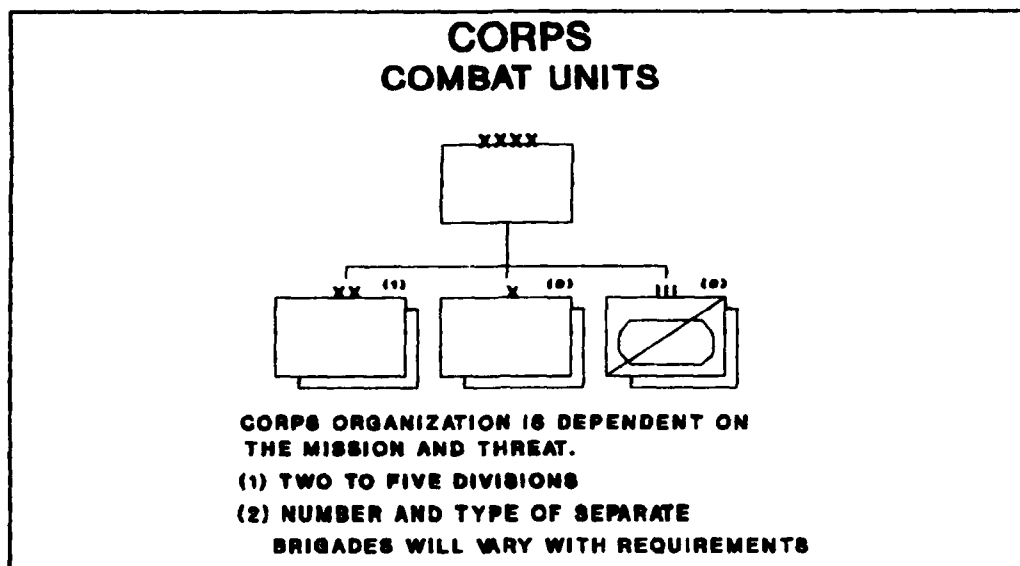 CORPS
COMBAT UNITS
XXXX
XX (1) X (2) III (2)
CORPS ORGANIZATION IS DEPENDENT ON
THE MISSION AND THREAT.
(1) TWO TO FIVE DIVISIONS
(2) NUMBER AND TYPE OF SEPARATE
BRIGADES WILL VARY WITH REQUIREMENTS